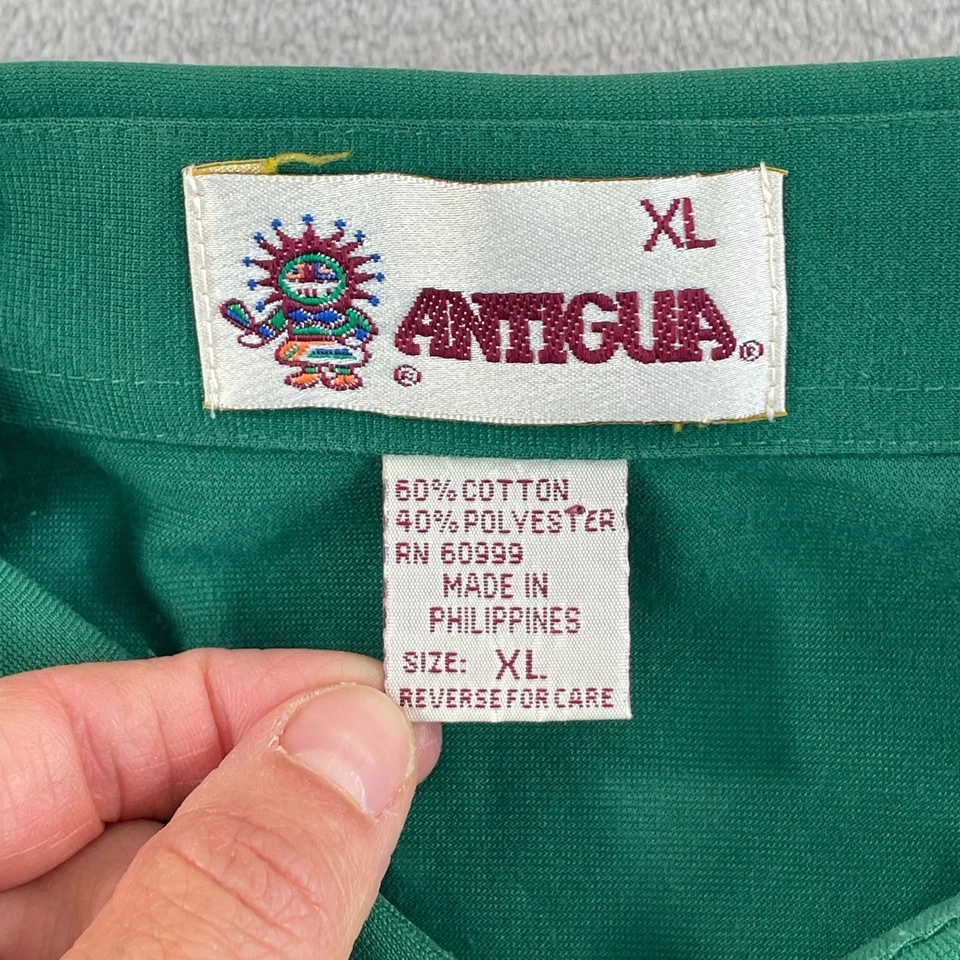 XL
ANTIGUA®
®
60% COTTON
40% POLYESTER
RN 60999
MADE IN
PHILIPPINES
SIZE: XL
REVERSE FOR CARE